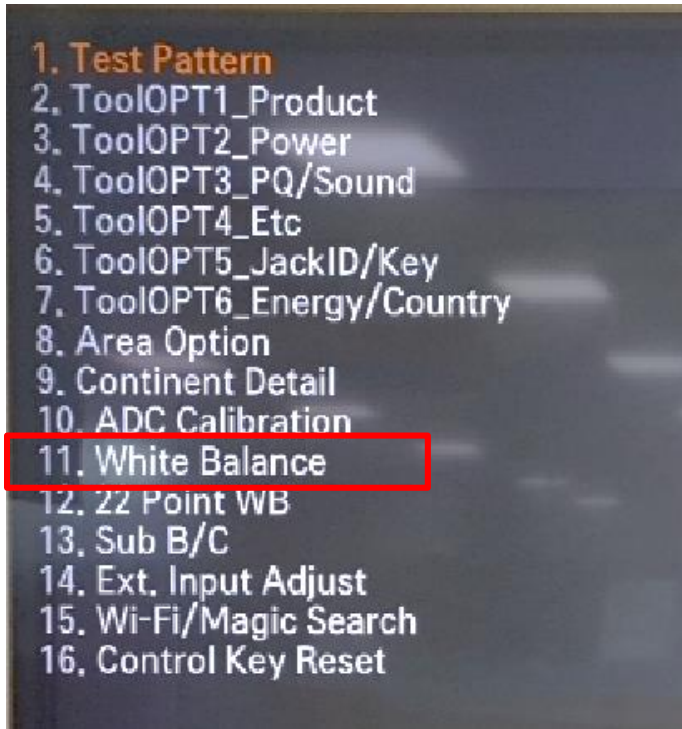 1. Test Pattern
2. ToolOPT1_Product
3. ToolOPT2_Power
4. ToolOPT3_PQ/Sound
5. ToolOPT4_Etc
6. ToolOPT5_JackID/Key
7. ToolOPT6_Energy/Country
8. Area Option
9. Continent Detail
10. ADC Calibration
11. White Balance
12. 22 Point WB
13. Sub B/C
14. Ext. Input Adjust
15. Wi-Fi/Magic Search
16. Control Key Reset